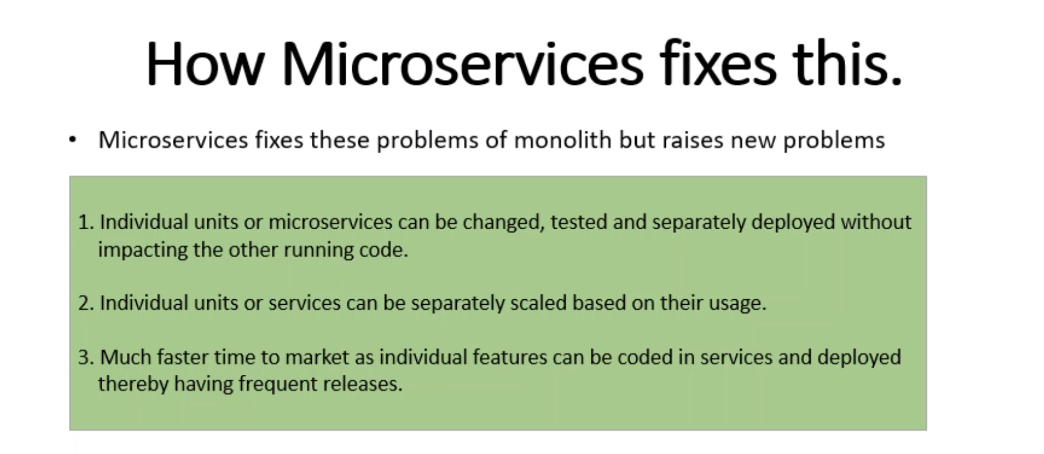 How Microservices fixes this.
• Microservices fixes these problems of monolith but raises new problems
1. Individual units or microservices can be changed, tested and separately deployed without
impacting the other running code.
2. Individual units or services can be separately scaled based on their usage.
3. Much faster time to market as individual features can be coded in services and deployed
thereby having frequent releases.